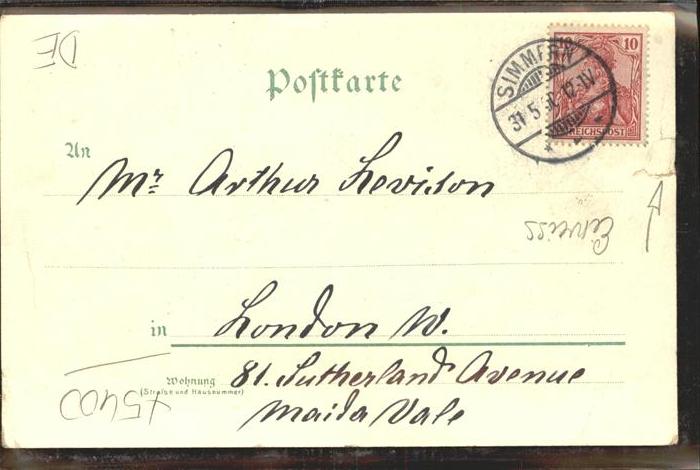 DE
Postkarte
10
REICHSPOST
SIMMERN
31 5 12-1V
An
Mr Arthur Levison
Einriss
in London W.
Wohnung 81. Sutherland Avenue
(Straße und Hausnummer)
Maida Vale